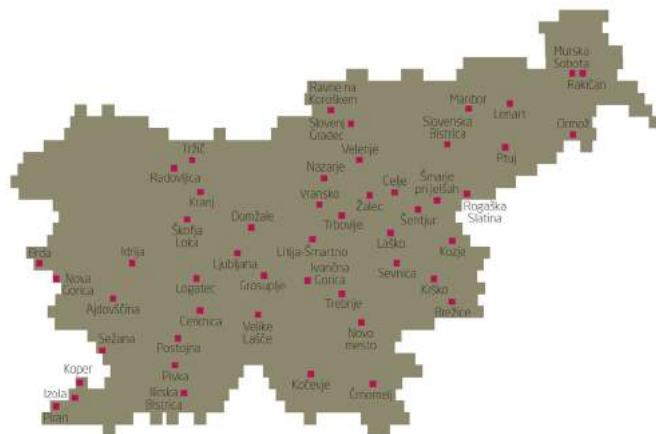 Murska
Sobota
Rakičan
Ravne na
Koroškem
Maribor
Lenart
Slovenj
Gradec
Slovenska
Bistrica
Ormož
Tržič
Velenje
Ptuj
Radovljica
Nazarje
Celje
Šmarje
pri Jelšah
Kranj
Vransko
Žalec
Rogaška
Slatina
Domžale
Trbovlje
Šentjur
Škofja
Loka
Laško
Brda
Idrija
Ljubljana
Litija-Šmartno
Kozje
Nova
Gorica
Logatec
Grosuplje
Ivančna
Gorica
Sevnica
Krško
Ajdovščina
Trebnje
Brežice
Cerknica
Velike
Lašče
Novo
mesto
Sežana
Postojna
Koper
Pivka
Kočevje
Črnomelj
Izola
Piran
Ilirska
Bistrica